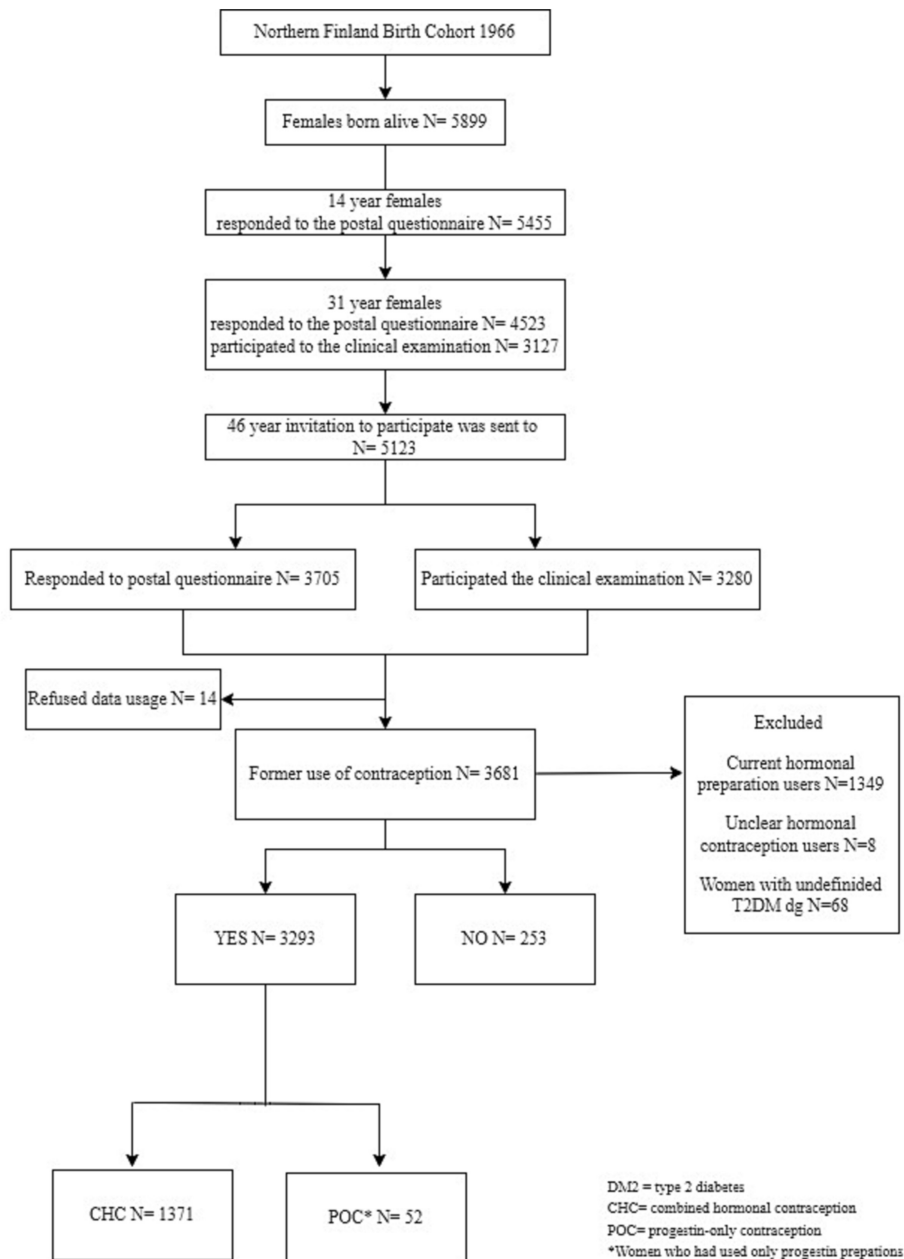 Northern Finland Birth Cohort 1966
Females born alive N= 5899
14 year females
responded to the postal questionnaire N= 5455
31 year females
responded to the postal questionnaire N= 4523
participated to the clinical examination N= 3127
46 year invitation to participate was sent to
N= 5123
Responded to postal questionnaire N= 3705
Participated the clinical examination N= 3280
Refused data usage N= 14
Former use of contraception N= 3681
Excluded
Current hormonal
preparation users N=1349
Unclear hormonal
contraception users N=8
Women with undefinided
T2DM dg N=68
YES N= 3293
NO N= 253
CHC N= 1371
POC* N= 52
DM2 = type 2 diabetes
CHC= combined hormonal contraception
POC= progestin-only contraception
*Women who had used only progestin prepations